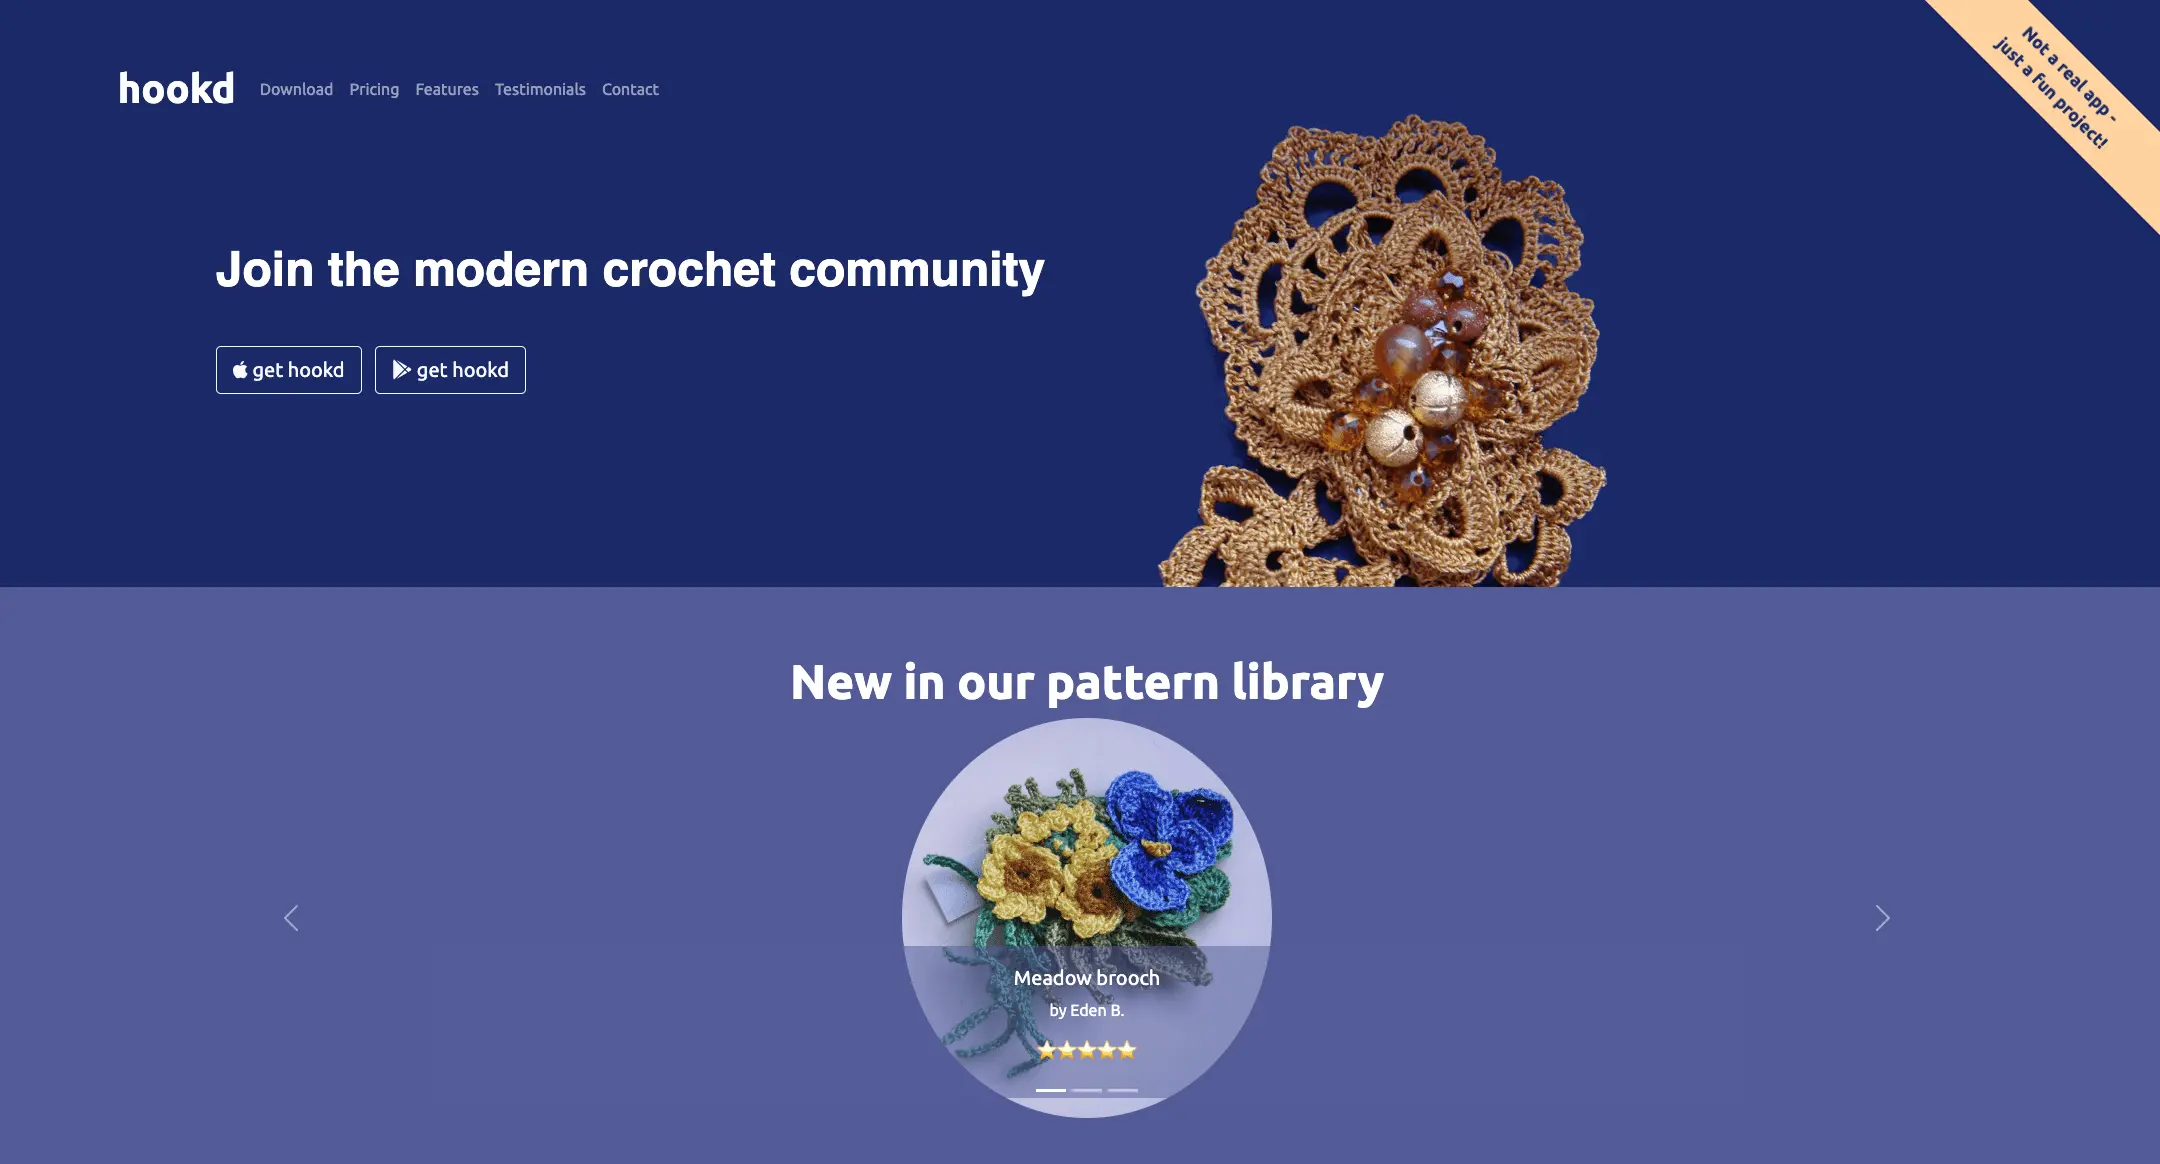 hookd
Download Pricing Features Testimonials Contact
Not a real app -
just a fun project!
Join the modern crochet community
get hookd
get hookd
New in our pattern library
Meadow brooch
by Eden B.